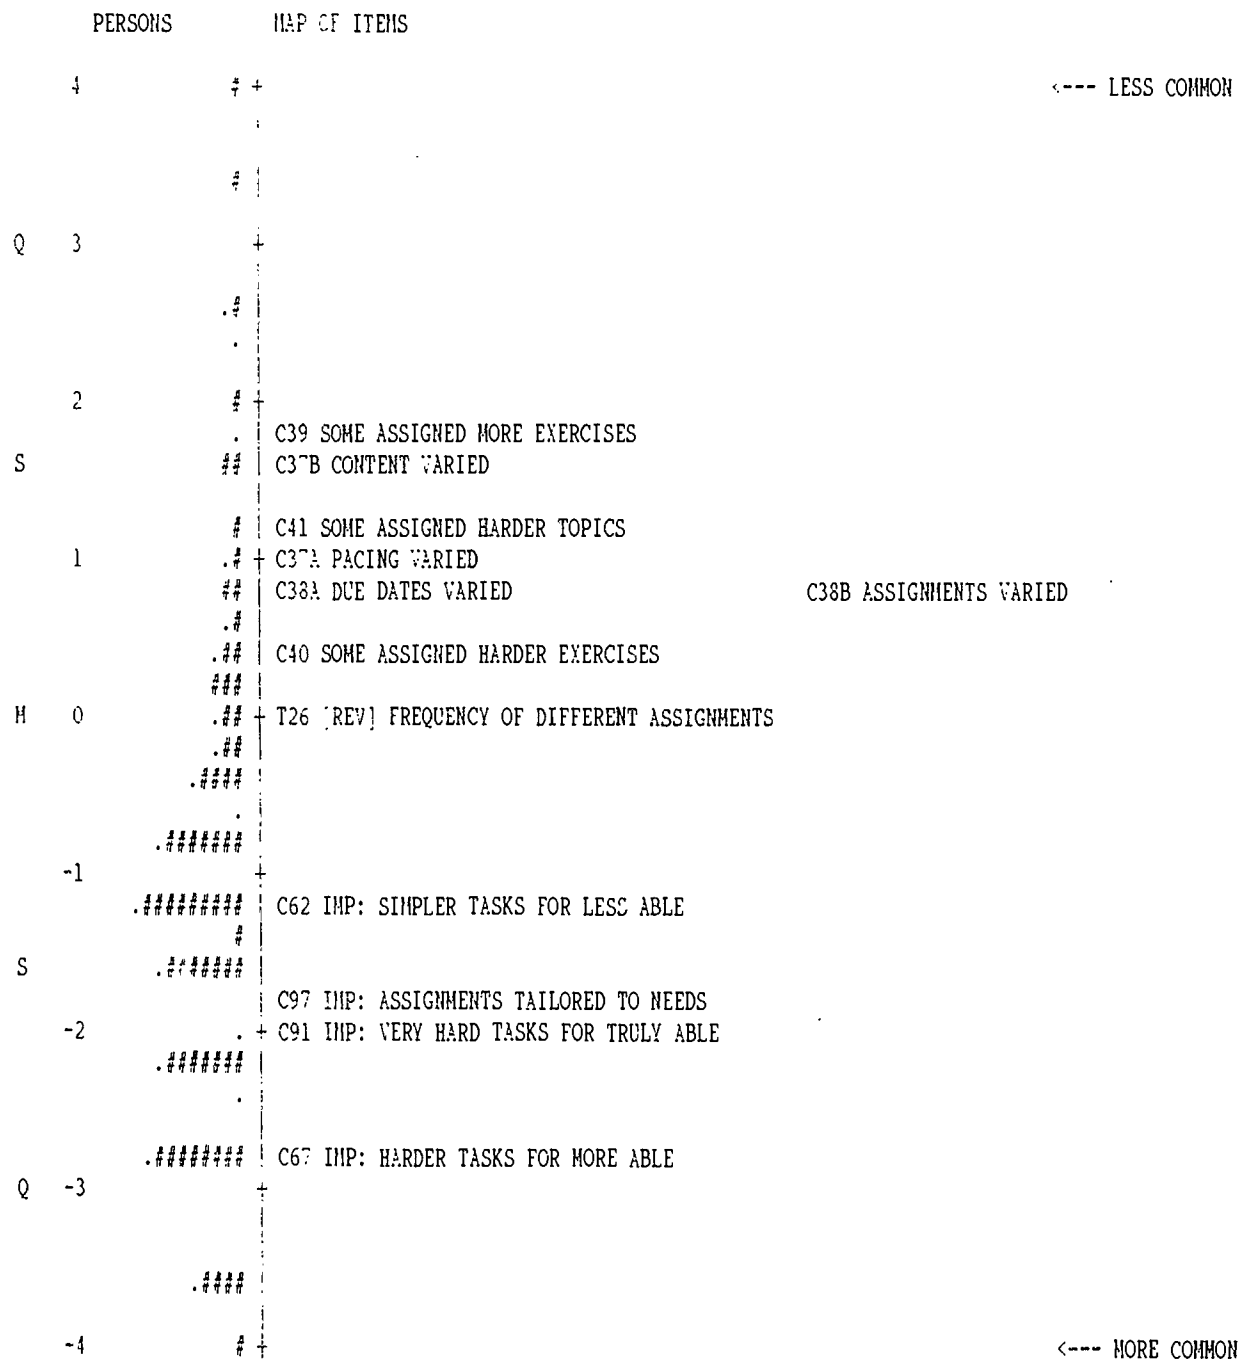 PERSONS MAP OF ITEMS
4 # + <--- LESS COMMON
# |
Q 3 +
.# |
. |
2 # +
. | C39 SOME ASSIGNED MORE EXERCISES
S ## | C37B CONTENT VARIED
# | C41 SOME ASSIGNED HARDER TOPICS
1 .# + C37A PACING VARIED
## | C38A DUE DATES VARIED C38B ASSIGNMENTS VARIED
.# |
.## | C40 SOME ASSIGNED HARDER EXERCISES
### |
M 0 .## + T26 [REV] FREQUENCY OF DIFFERENT ASSIGNMENTS
.## |
.#### |
. |
.####### |
-1 +
.######### | C62 IMP: SIMPLER TASKS FOR LESS ABLE
# |
S .####### |
| C97 IMP: ASSIGNMENTS TAILORED TO NEEDS
-2 . + C91 IMP: VERY HARD TASKS FOR TRULY ABLE
.####### |
. |
.######## | C67 IMP: HARDER TASKS FOR MORE ABLE
Q -3 +
.#### |
-4 # + <--- MORE COMMON